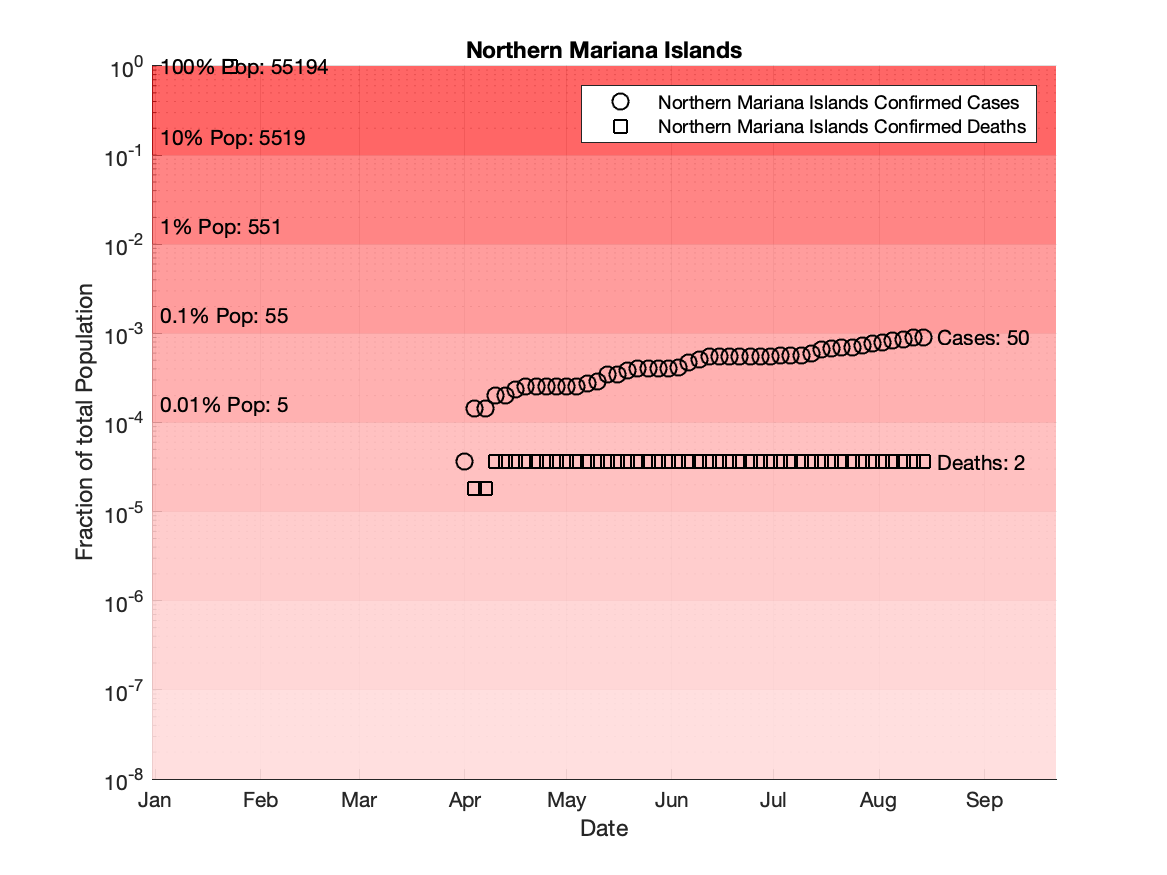 Northern Mariana Islands
10^0
100% Pop: 55194
Northern Mariana Islands Confirmed Cases
Northern Mariana Islands Confirmed Deaths
10% Pop: 5519
10^-1
1% Pop: 551
10^-2
0.1% Pop: 55
10^-3
Cases: 50
0.01% Pop: 5
10^-4
Deaths: 2
10^-5
10^-6
10^-7
10^-8
Fraction of total Population
Jan Feb Mar Apr May Jun Jul Aug Sep
Date